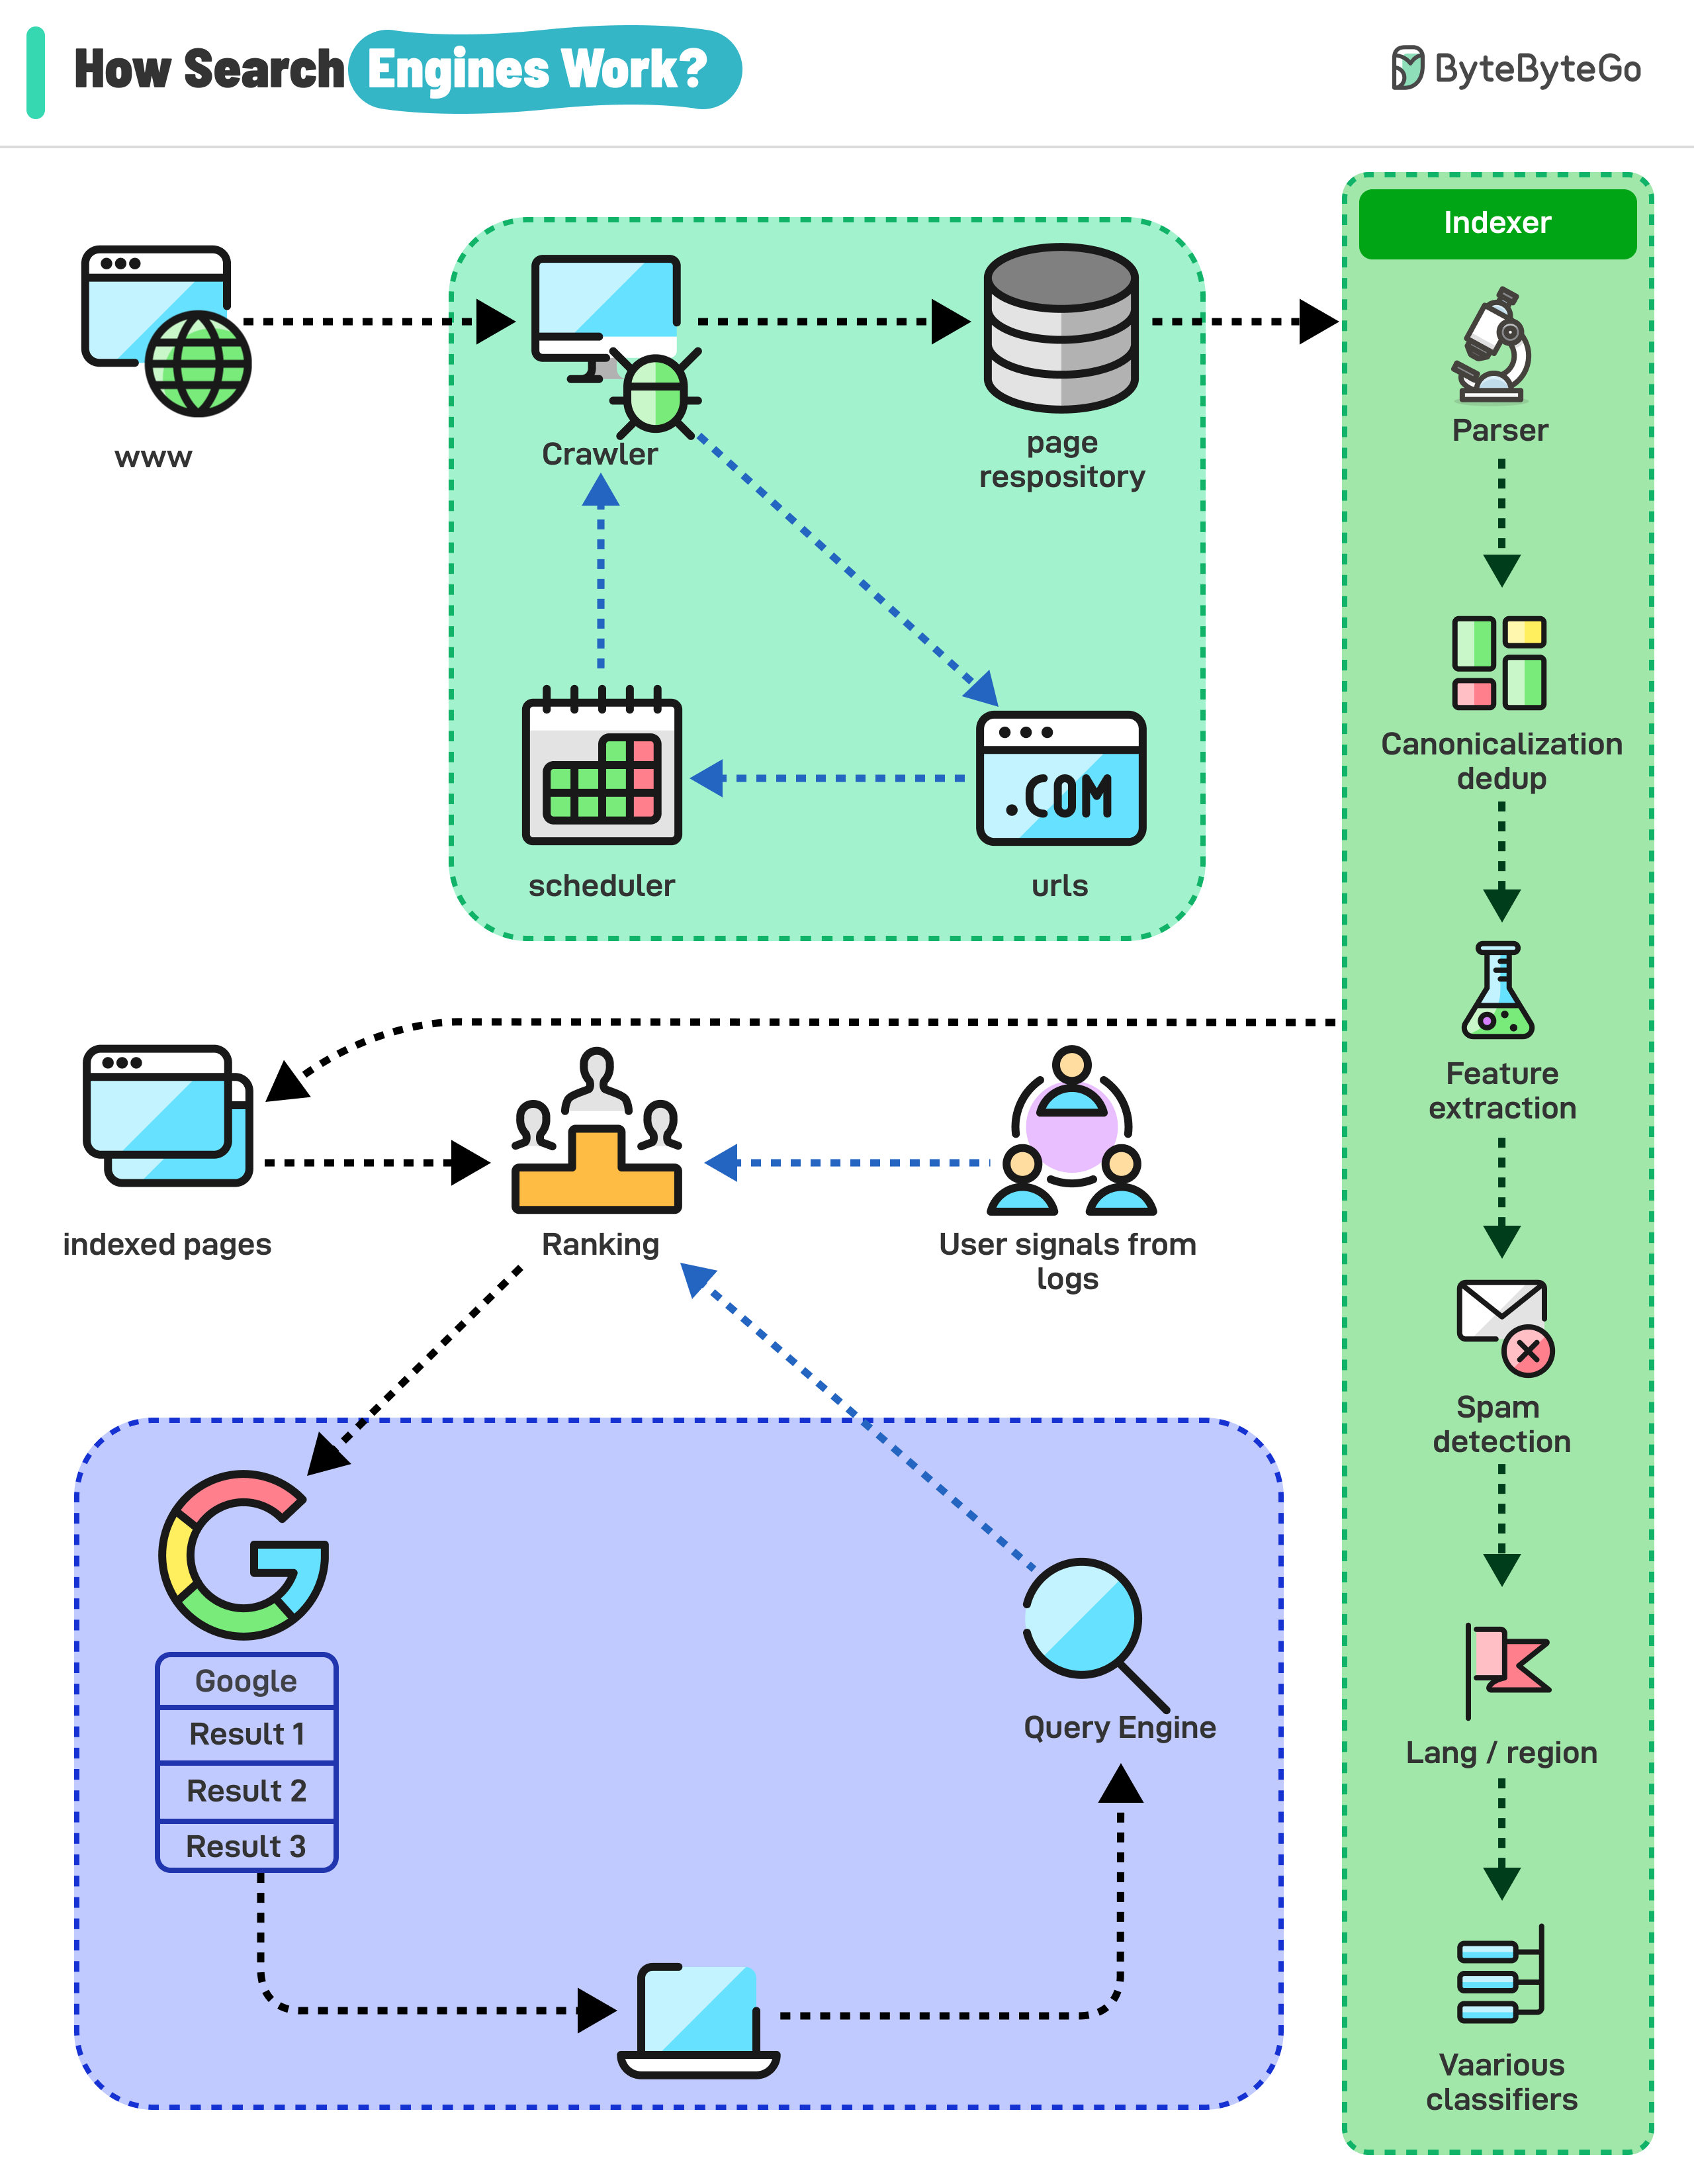 How Search Engines Work?
ByteByteGo
www
Crawler
page
respository
scheduler
.COM
urls
Indexer
Parser
Canonicalization
dedup
Feature
extraction
Spam
detection
Lang / region
Vaarious
classifiers
indexed pages
Ranking
User signals from
logs
Google
Result 1
Result 2
Result 3
Query Engine